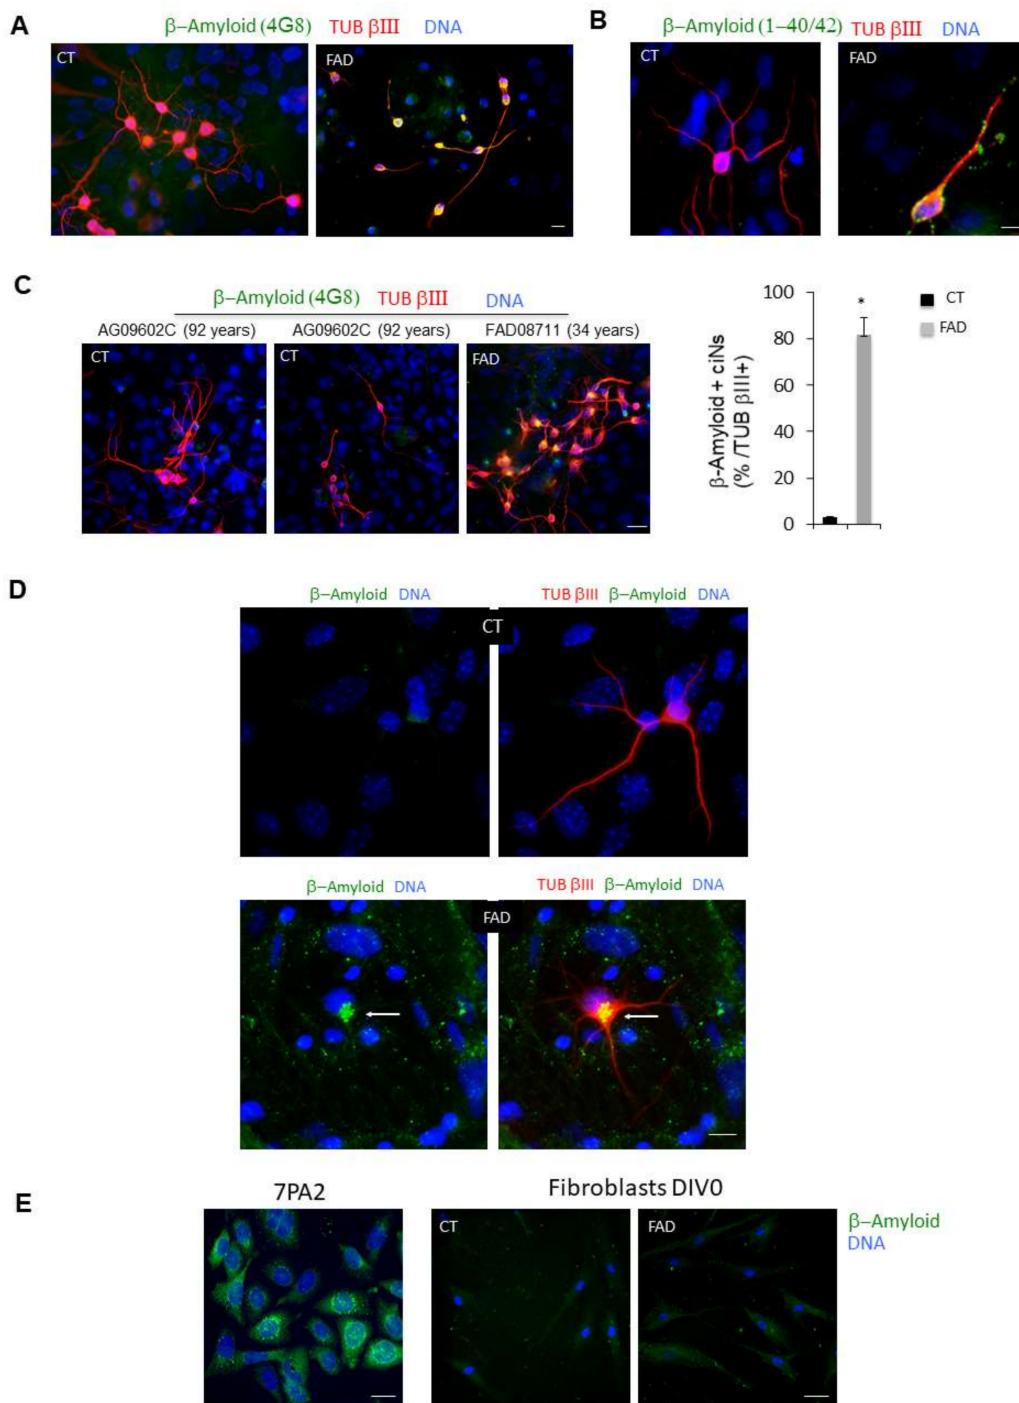 A
β–Amyloid (4G8) TUB βIII DNA
CT
FAD
B
β–Amyloid (1–40/42) TUB βIII DNA
CT
FAD
C
β–Amyloid (4G8) TUB βIII DNA
AG09602C (92 years) AG09602C (92 years) FAD08711 (34 years)
CT
CT
FAD
β-Amyloid + ciNs
(% /TUB βIII+)
100
80
60
40
20
0
*
CT
FAD
D
β–Amyloid DNA
TUB βIII β–Amyloid DNA
CT
β–Amyloid DNA
TUB βIII β–Amyloid DNA
FAD
E
7PA2
Fibroblasts DIV0
CT
FAD
β–Amyloid
DNA